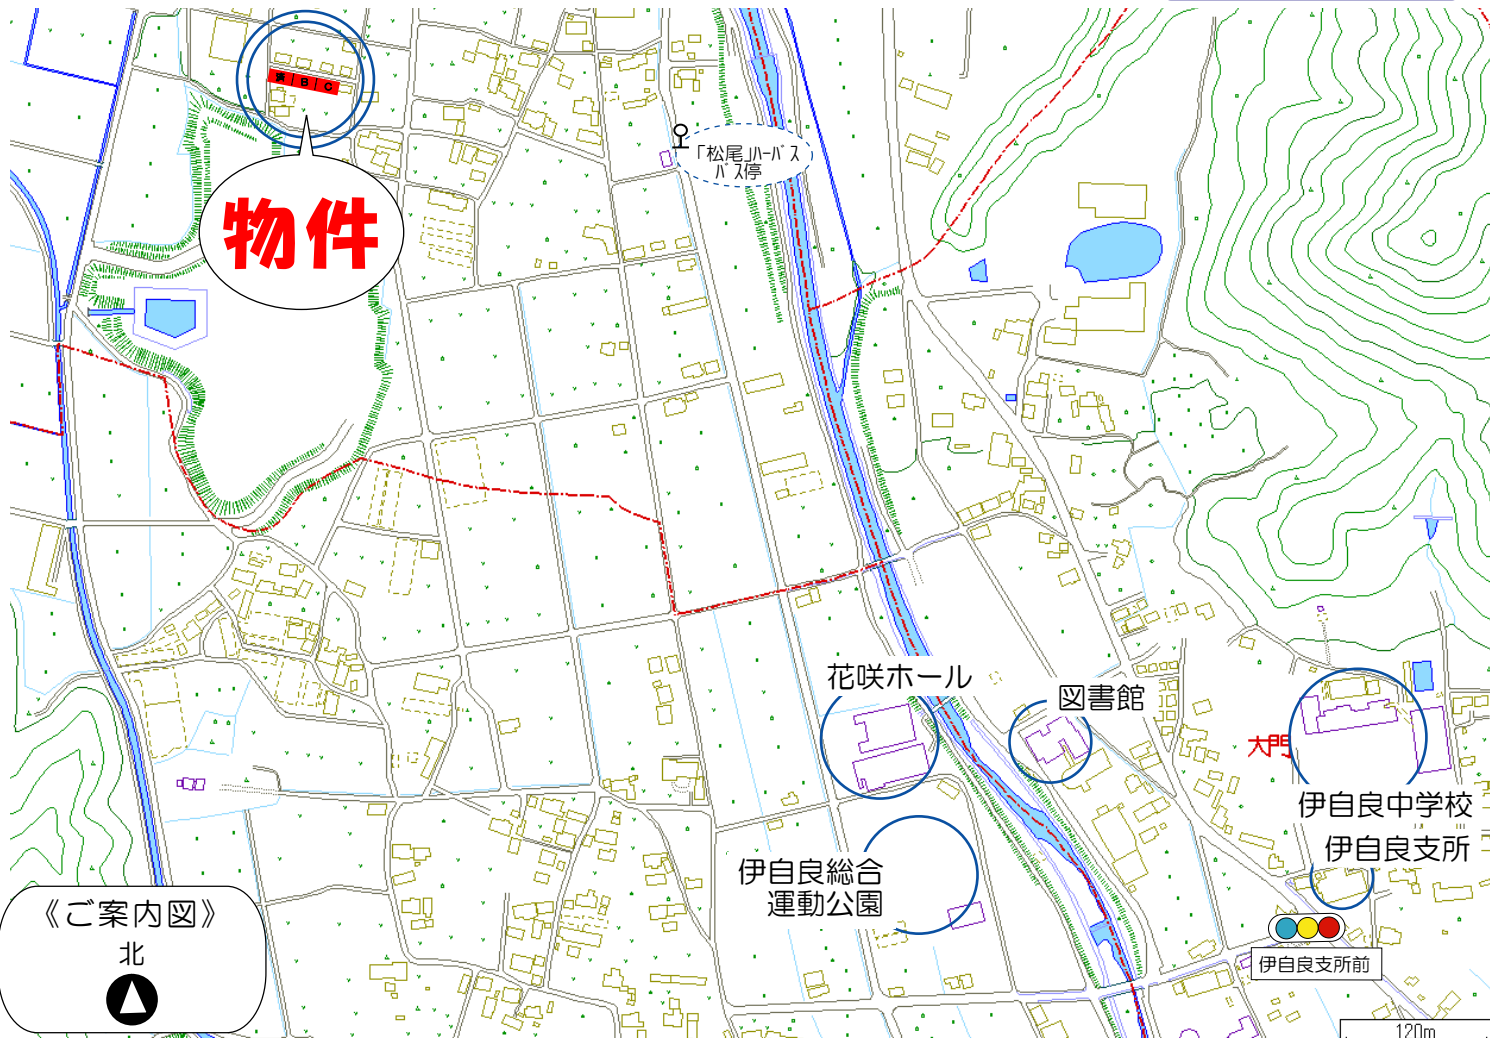 B C
物件
「松尾」ハーバス
バス停
花咲ホール
図書館
大門
伊自良中学校
伊自良支所
伊自良総合
運動公園
伊自良支所前
《ご案内図》
北
120m